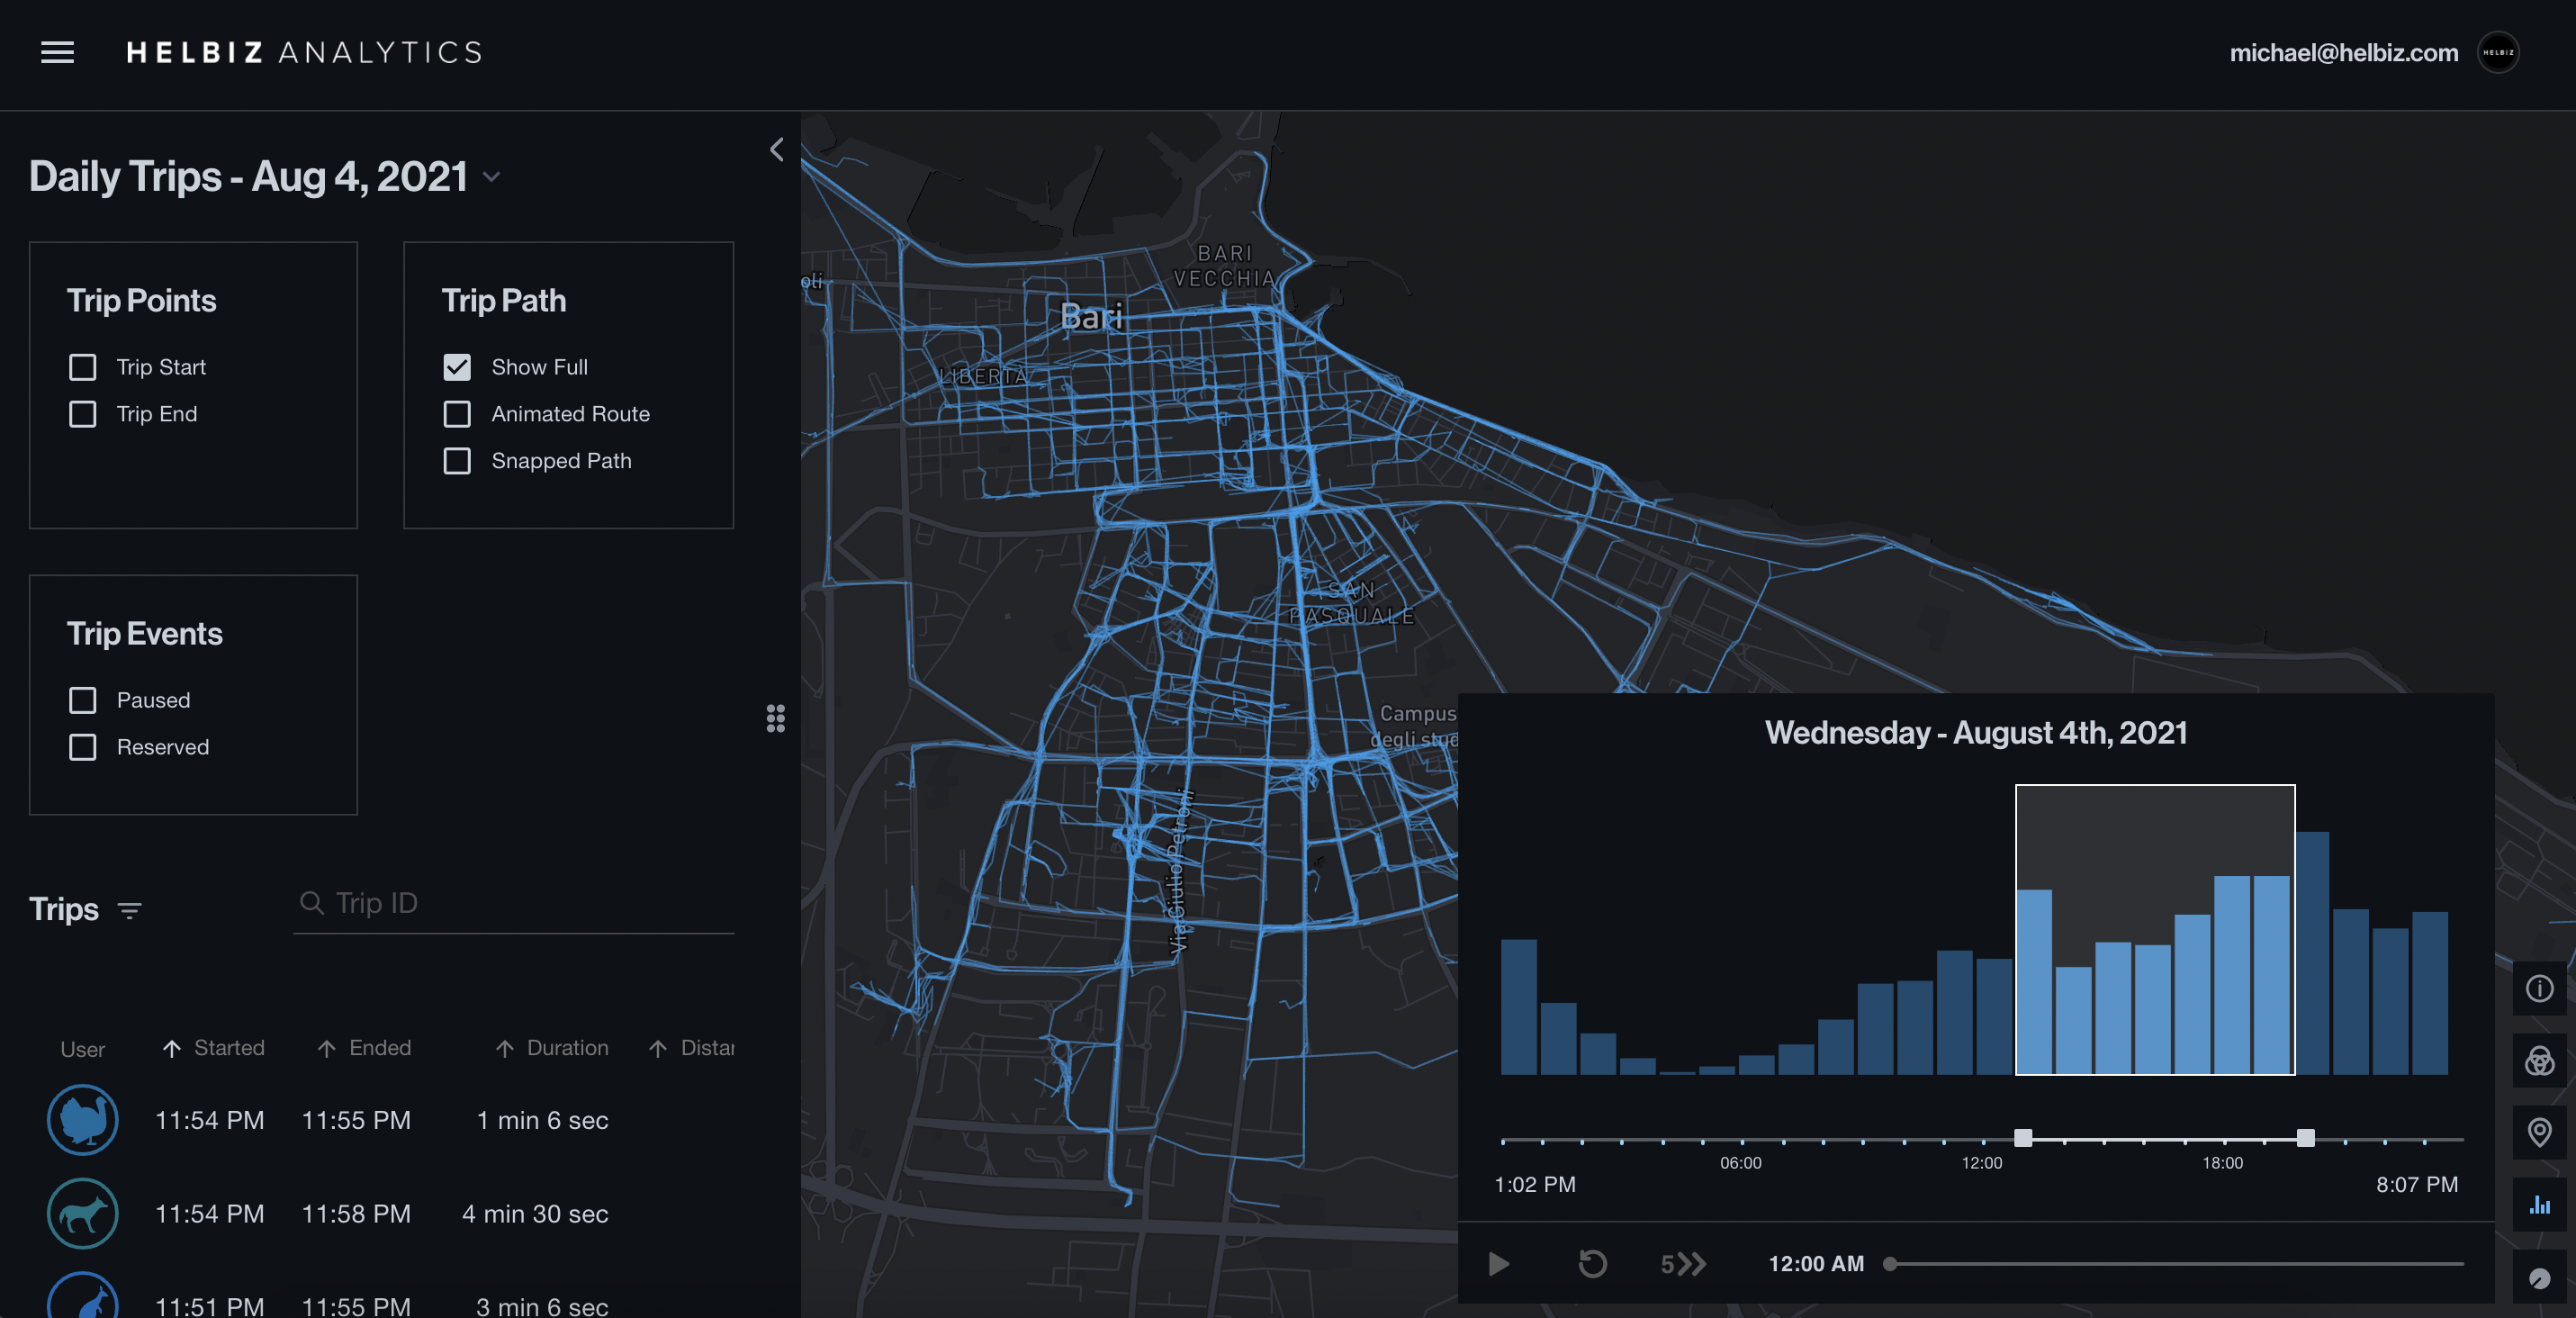 HELBIZ ANALYTICS
michael@helbiz.com
HELBIZ
Daily Trips - Aug 4, 2021
Trip Points
Trip Start
Trip End
Trip Path
Show Full
Animated Route
Snapped Path
Trip Events
Paused
Reserved
Trips
Trip ID
User
Started
Ended
Duration
Distan
11:54 PM
11:55 PM
1 min 6 sec
11:54 PM
11:58 PM
4 min 30 sec
11:51 PM
11:55 PM
3 min 6 sec
oli
BARI
VECCHIA
Bari
LIBERTÀ
SAN
PASQUALE
Campus
degli stud
Via Giulio Petroni
Wednesday - August 4th, 2021
06:00
12:00
18:00
1:02 PM
8:07 PM
5
12:00 AM